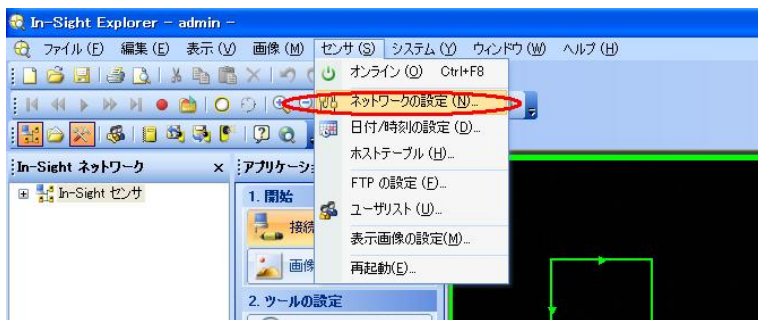 In-Sight Explorer - admin -
ファイル(F) 編集(E) 表示(V) 画像(M) センサ(S) システム(Y) ウィンドウ(W) ヘルプ(H)
オンライン(O) Ctrl+F8
ネットワークの設定(N)...
日付/時刻の設定(D)...
ホストテーブル(H)...
FTP の設定(F)...
ユーザリスト(U)...
表示画像の設定(M)...
再起動(E)...
In-Sight ネットワーク
In-Sight センサ
アプリケーショ
1. 開始
接続
画像
2. ツールの設定